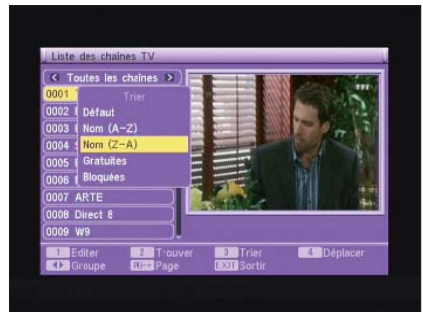 Liste des chaînes TV
Toutes les chaînes
0001
Trier
0002
Défaut
0003
Nom (A-Z)
0004
Nom (Z-A)
0005
Gratuites
0006
Bloquées
0007 ARTE
0008 Direct 8
0009 W9
1 Editer 2 Trouver 3 Trier 4 Déplacer
Groupe Page EXIT Sortir